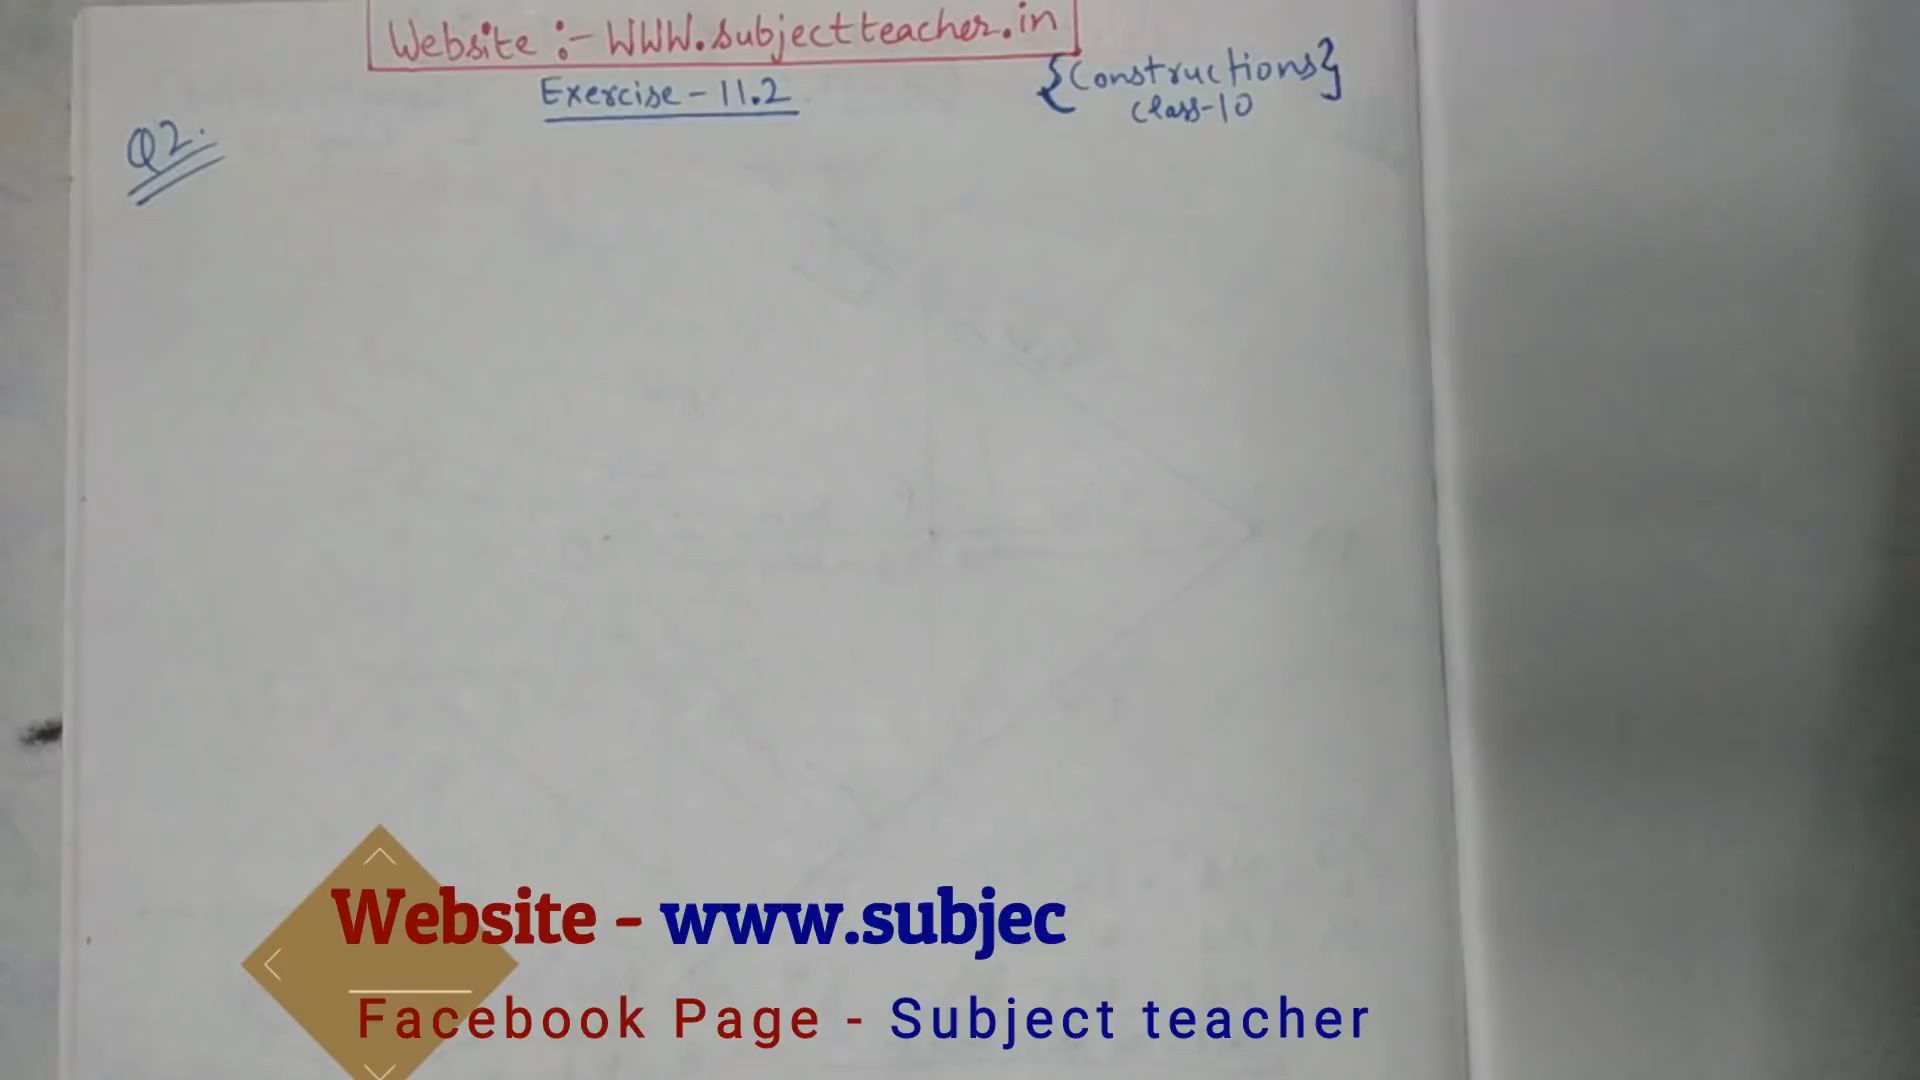 Website :- WWW.subjectteacher.in
Exercise - 11.2
{Constructions}
Class-10
Q2.
Website - www.subjec
Facebook Page - Subject teacher